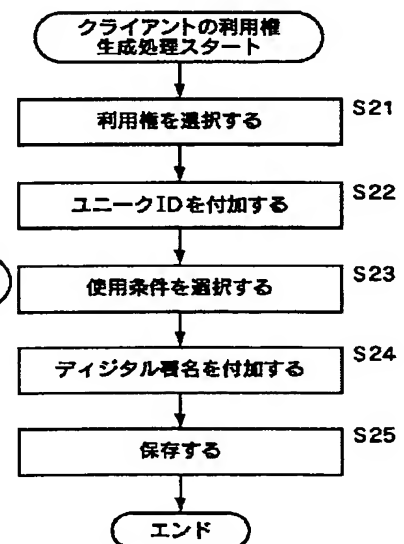 クライアントの利用権
生成処理スタート
利用権を選択する
S21
ユニークIDを付加する
S22
使用条件を選択する
S23
ディジタル署名を付加する
S24
保存する
S25
エンド